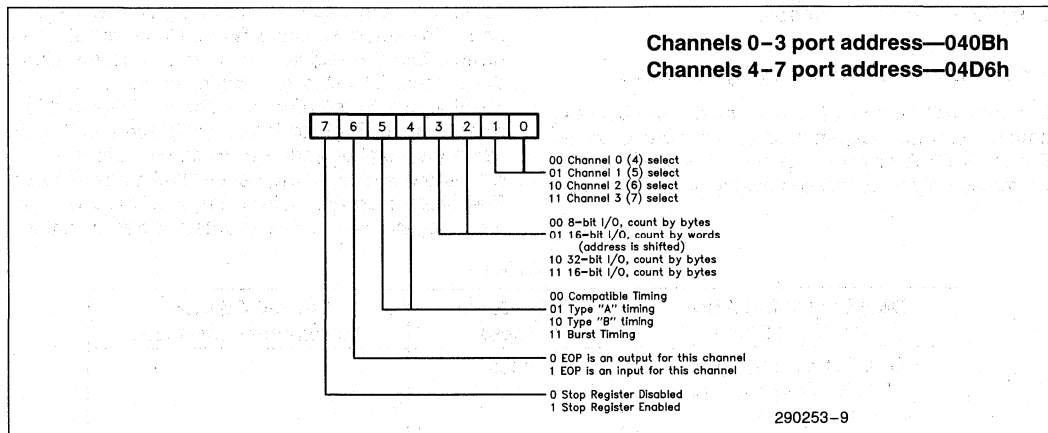 Channels 0–3 port address—040Bh
Channels 4–7 port address—04D6h
7 6 5 4 3 2 1 0
00 Channel 0 (4) select
01 Channel 1 (5) select
10 Channel 2 (6) select
11 Channel 3 (7) select
00 8-bit I/O, count by bytes
01 16-bit I/O, count by words
(address is shifted)
10 32-bit I/O, count by bytes
11 16-bit I/O, count by bytes
00 Compatible Timing
01 Type "A" timing
10 Type "B" timing
11 Burst Timing
0 EOP is an output for this channel
1 EOP is an input for this channel
0 Stop Register Disabled
1 Stop Register Enabled
290253–9